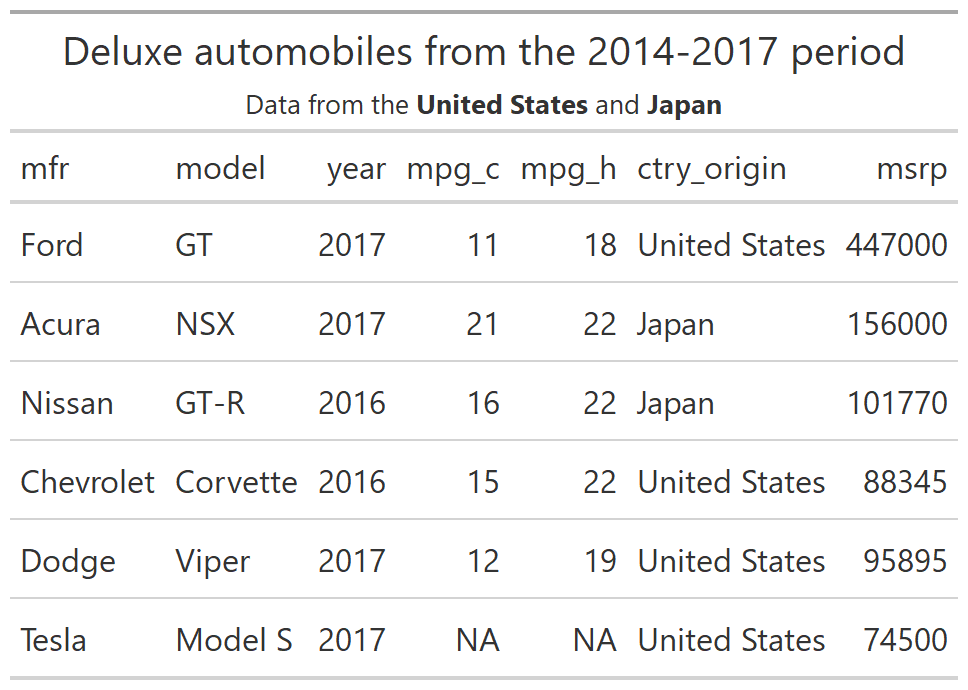 Deluxe automobiles from the 2014-2017 period
Data from the United States and Japan
mfr model year mpg_c mpg_h ctry_origin msrp
Ford GT 2017 11 18 United States 447000
Acura NSX 2017 21 22 Japan 156000
Nissan GT-R 2016 16 22 Japan 101770
Chevrolet Corvette 2016 15 22 United States 88345
Dodge Viper 2017 12 19 United States 95895
Tesla Model S 2017 NA NA United States 74500